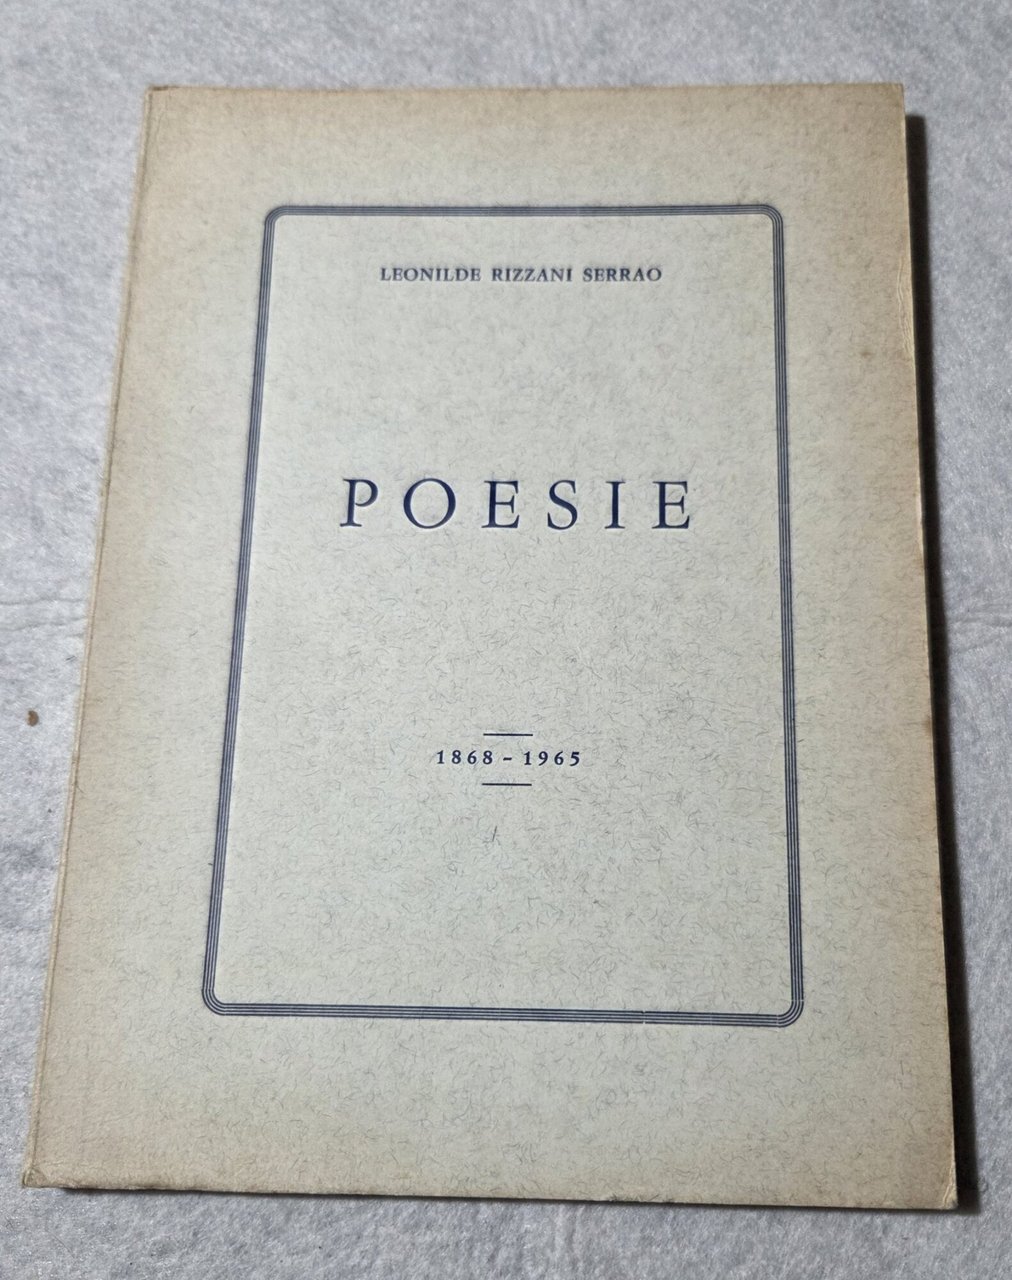 LEONILDE RIZZANI SERRAO
POESIE
1868 - 1965